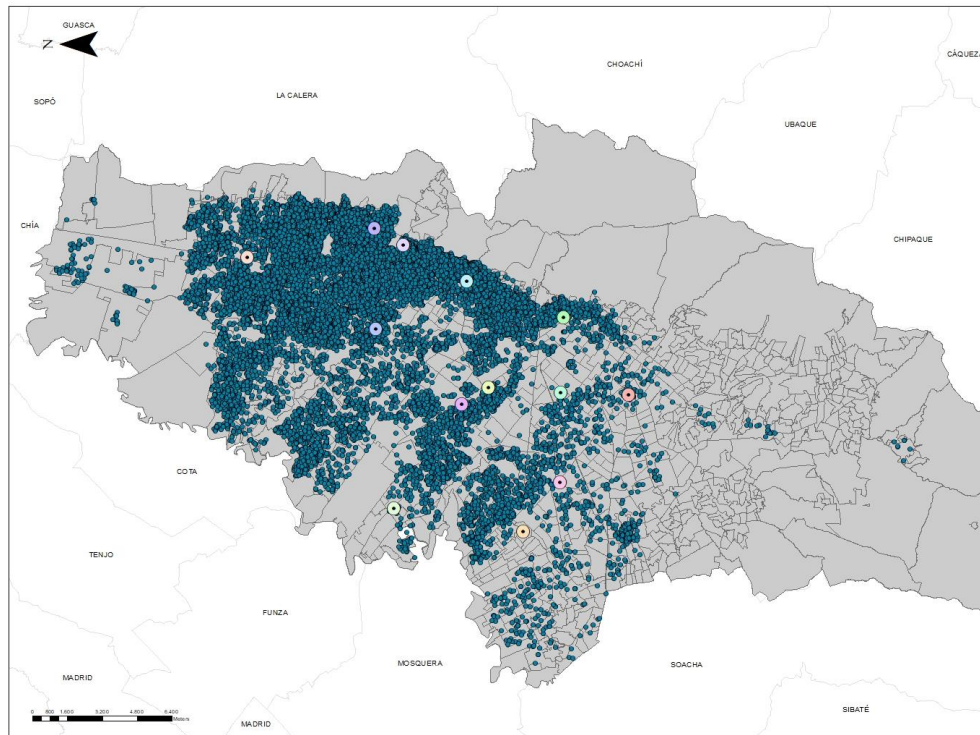 GUASCA
N
CHOACHÍ
CÁQUEZA
LA CALERA
SOPÓ
UBAQUE
CHÍA
CHIPAQUE
COTA
TENJO
FUNZA
MOSQUERA
SOACHA
MADRID
SIBATÉ
MADRID
0 800 1.600 3.200 4.800 6.400
Meters